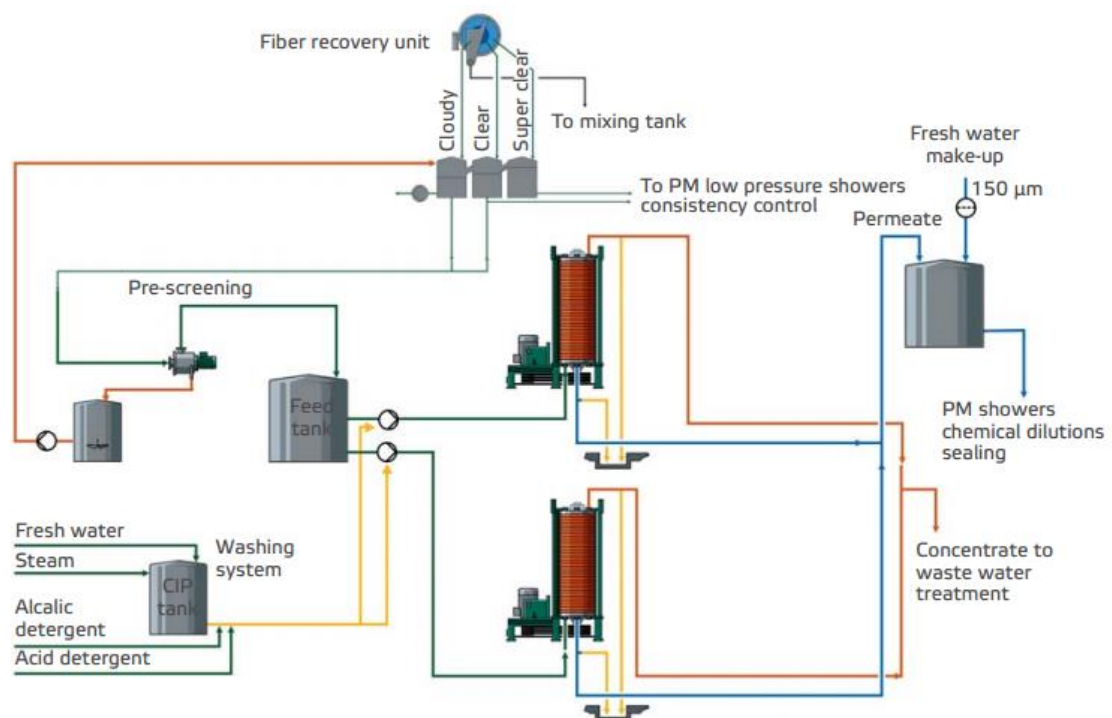 Fiber recovery unit
Cloudy
Clear
Super clear
To mixing tank
Fresh water
make-up
150 µm
To PM low pressure showers
consistency control
Permeate
Pre-screening
Feed
tank
PM showers
chemical dilutions
sealing
Fresh water
Steam
Washing
system
CIP
tank
Alcalic
detergent
Acid detergent
Concentrate to
waste water
treatment